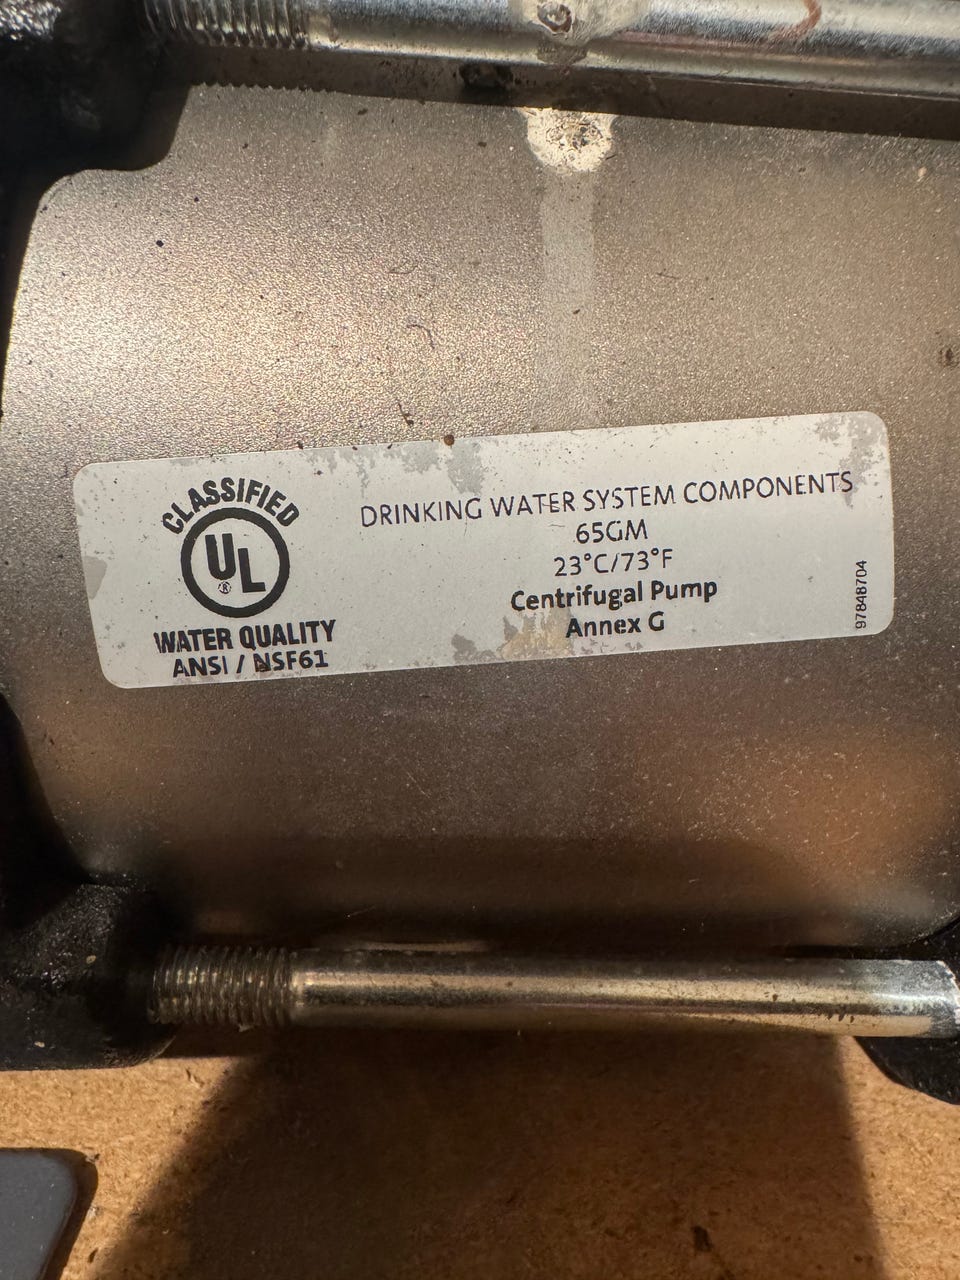 CLASSIFIED
UL®
WATER QUALITY
ANSI / NSF61
DRINKING WATER SYSTEM COMPONENTS
65GM
23°C/73°F
Centrifugal Pump
Annex G
97848704